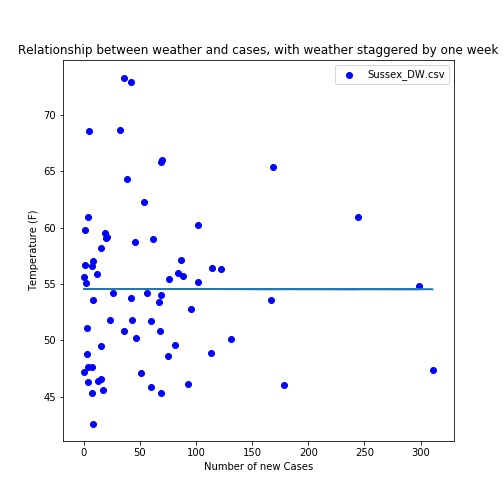 Relationship between weather and cases, with weather staggered by one week
Sussex_DW.csv
Temperature (F)
70
65
60
55
50
45
0 50 100 150 200 250 300
Number of new Cases